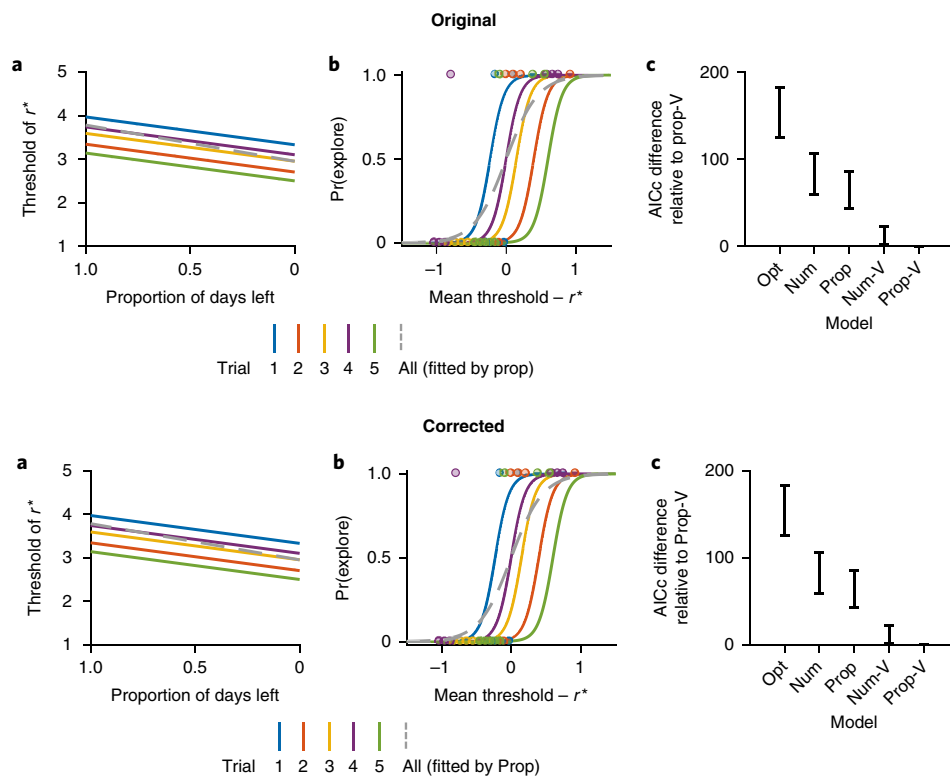 Original
a
5
4
3
2
1
Threshold of r*
1.0
0.5
0
Proportion of days left
b
1.0
0.5
0
Pr(explore)
–1
0
1
Mean threshold – r*
c
200
100
0
AICc difference
relative to prop-V
Opt
Num
Prop
Num-V
Prop-V
Model
Trial 1 2 3 4 5 All (fitted by prop)
Corrected
a
5
4
3
2
1
Threshold of r*
1.0
0.5
0
Proportion of days left
b
1.0
0.5
0
Pr(explore)
–1
0
1
Mean threshold – r*
c
200
100
0
AICc difference
relative to Prop-V
Opt
Num
Prop
Num-V
Prop-V
Model
Trial 1 2 3 4 5 All (fitted by Prop)